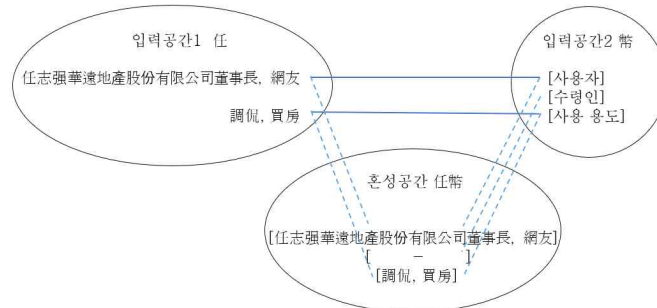 입력공간1 任
任志强華遠地產股份有限公司董事長, 網友
調侃, 買房
입력공간2 幣
[사용자]
[수령인]
[사용 용도]
혼성공간 任幣
[任志强華遠地產股份有限公司董事長, 網友]
[ – ]
[調侃, 買房]